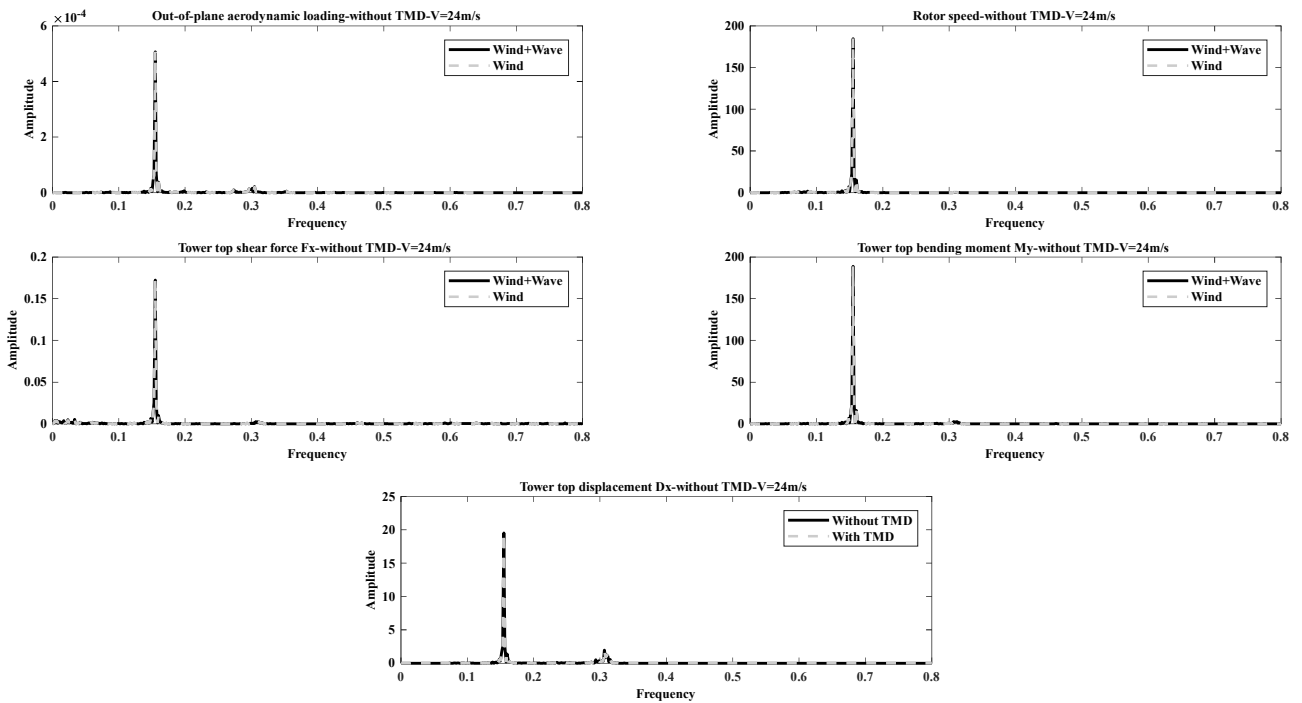 Out-of-plane aerodynamic loading-without TMD-V=24m/s
×10⁻⁴
6
4
2
0
Amplitude
Wind+Wave
Wind
0 0.1 0.2 0.3 0.4 0.5 0.6 0.7 0.8
Frequency
Rotor speed-without TMD-V=24m/s
200
150
100
50
0
Amplitude
Wind+Wave
Wind
0 0.1 0.2 0.3 0.4 0.5 0.6 0.7 0.8
Frequency
Tower top shear force Fx-without TMD-V=24m/s
0.2
0.15
0.1
0.05
0
Amplitude
Wind+Wave
Wind
0 0.1 0.2 0.3 0.4 0.5 0.6 0.7 0.8
Frequency
Tower top bending moment My-without TMD-V=24m/s
200
150
100
50
0
Amplitude
Wind+Wave
Wind
0 0.1 0.2 0.3 0.4 0.5 0.6 0.7 0.8
Frequency
Tower top displacement Dx-without TMD-V=24m/s
25
20
15
10
5
0
Amplitude
Without TMD
With TMD
0 0.1 0.2 0.3 0.4 0.5 0.6 0.7 0.8
Frequency